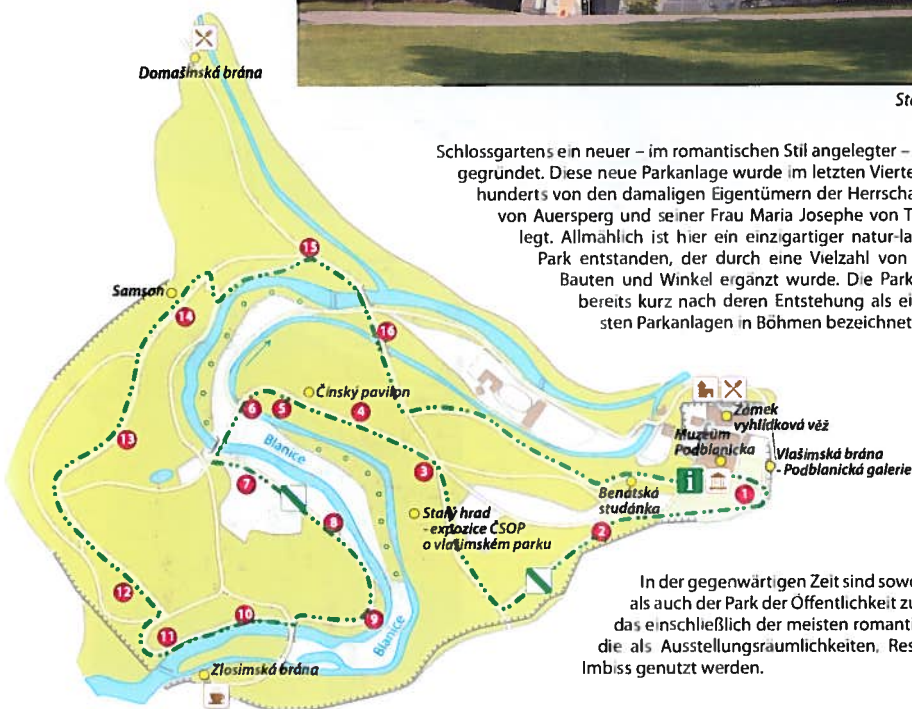 Domašínská brána
Sta
Schlossgartens ein neuer – im romantischen Stil angelegter –
gegründet. Diese neue Parkanlage wurde im letzten Vierte
hunderts von den damaligen Eigentümern der Herrscha
von Auersperg und seiner Frau Maria Josephe von T
legt. Allmählich ist hier ein einzigartiger natur-la
Park entstanden, der durch eine Vielzahl von
Bauten und Winkel ergänzt wurde. Die Park
bereits kurz nach deren Entstehung als ei
sten Parkanlagen in Böhmen bezeichnet
15
Samson
14
16
Čínský pavilon
6
5
4
Zámek
vyhlídková věž
13
Blanice
Muzeum
Podblanicka
Vlašimská brána
- Podblanická galerie
3
7
i
1
Benátská
studánka
8
Starý hrad
- expozice ČSOP
o vlašimském parku
2
12
10
9
11
Blanice
Zlosimská brána
In der gegenwärtigen Zeit sind sowo
als auch der Park der Öffentlichkeit zu
das einschließlich der meisten romanti
die als Ausstellungsräumlichkeiten, Res
Imbiss genutzt werden.